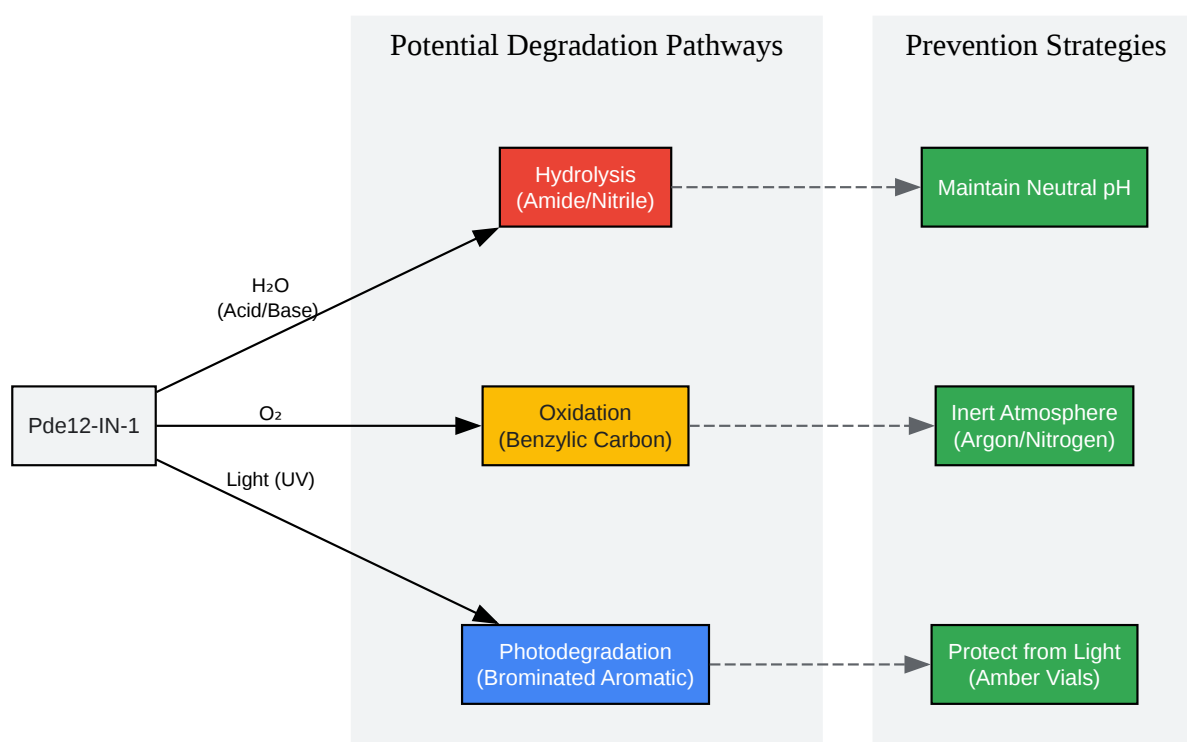 Potential Degradation Pathways
Prevention Strategies
Hydrolysis
(Amide/Nitrile)
Maintain Neutral pH
H₂O
(Acid/Base)
Pde12-IN-1
O₂
Oxidation
(Benzylic Carbon)
Inert Atmosphere
(Argon/Nitrogen)
Light (UV)
Photodegradation
(Brominated Aromatic)
Protect from Light
(Amber Vials)